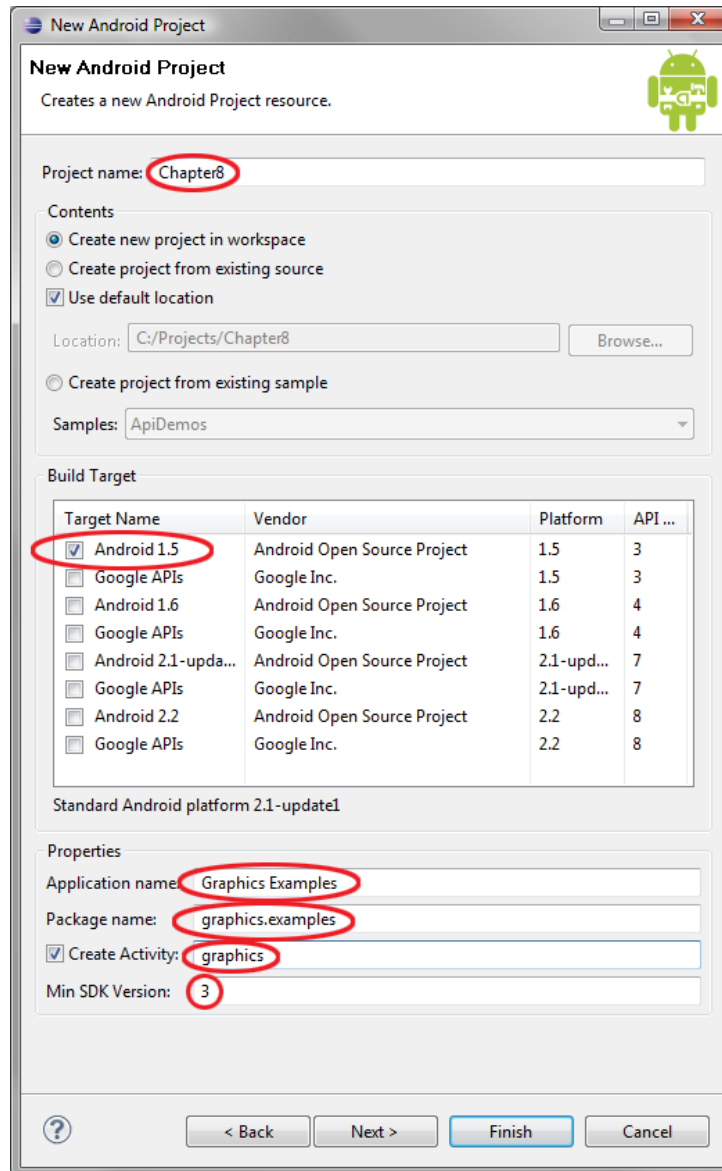 New Android Project
New Android Project
Creates a new Android Project resource.
Project name: Chapter8
Contents
Create new project in workspace
Create project from existing source
Use default location
Location: C:/Projects/Chapter8 Browse...
Create project from existing sample
Samples: ApiDemos
Build Target
Target Name Vendor Platform API ...
Android 1.5 Android Open Source Project 1.5 3
Google APIs Google Inc. 1.5 3
Android 1.6 Android Open Source Project 1.6 4
Google APIs Google Inc. 1.6 4
Android 2.1-upda... Android Open Source Project 2.1-upd... 7
Google APIs Google Inc. 2.1-upd... 7
Android 2.2 Android Open Source Project 2.2 8
Google APIs Google Inc. 2.2 8
Standard Android platform 2.1-update1
Properties
Application name: Graphics Examples
Package name: graphics.examples
Create Activity: graphics
Min SDK Version: 3
? < Back Next > Finish Cancel